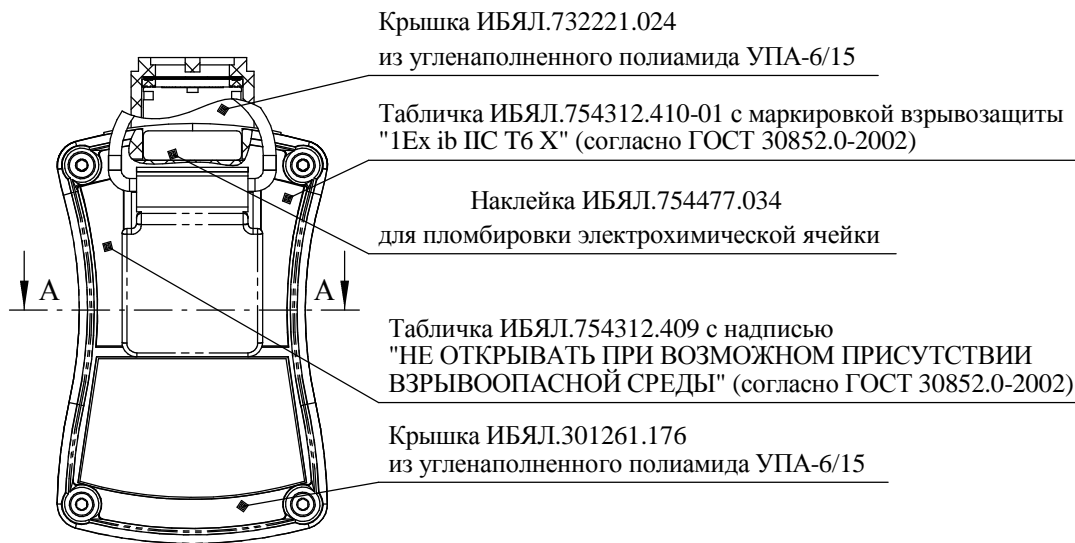 Крышка ИБЯЛ.732221.024
из угленаполненного полиамида УПА-6/15
Табличка ИБЯЛ.754312.410-01 с маркировкой взрывозащиты
"1Ex ib IIC T6 X" (согласно ГОСТ 30852.0-2002)
Наклейка ИБЯЛ.754477.034
для пломбировки электрохимической ячейки
А А
Табличка ИБЯЛ.754312.409 с надписью
"НЕ ОТКРЫВАТЬ ПРИ ВОЗМОЖНОМ ПРИСУТСТВИИ
ВЗРЫВООПАСНОЙ СРЕДЫ" (согласно ГОСТ 30852.0-2002)
Крышка ИБЯЛ.301261.176
из угленаполненного полиамида УПА-6/15